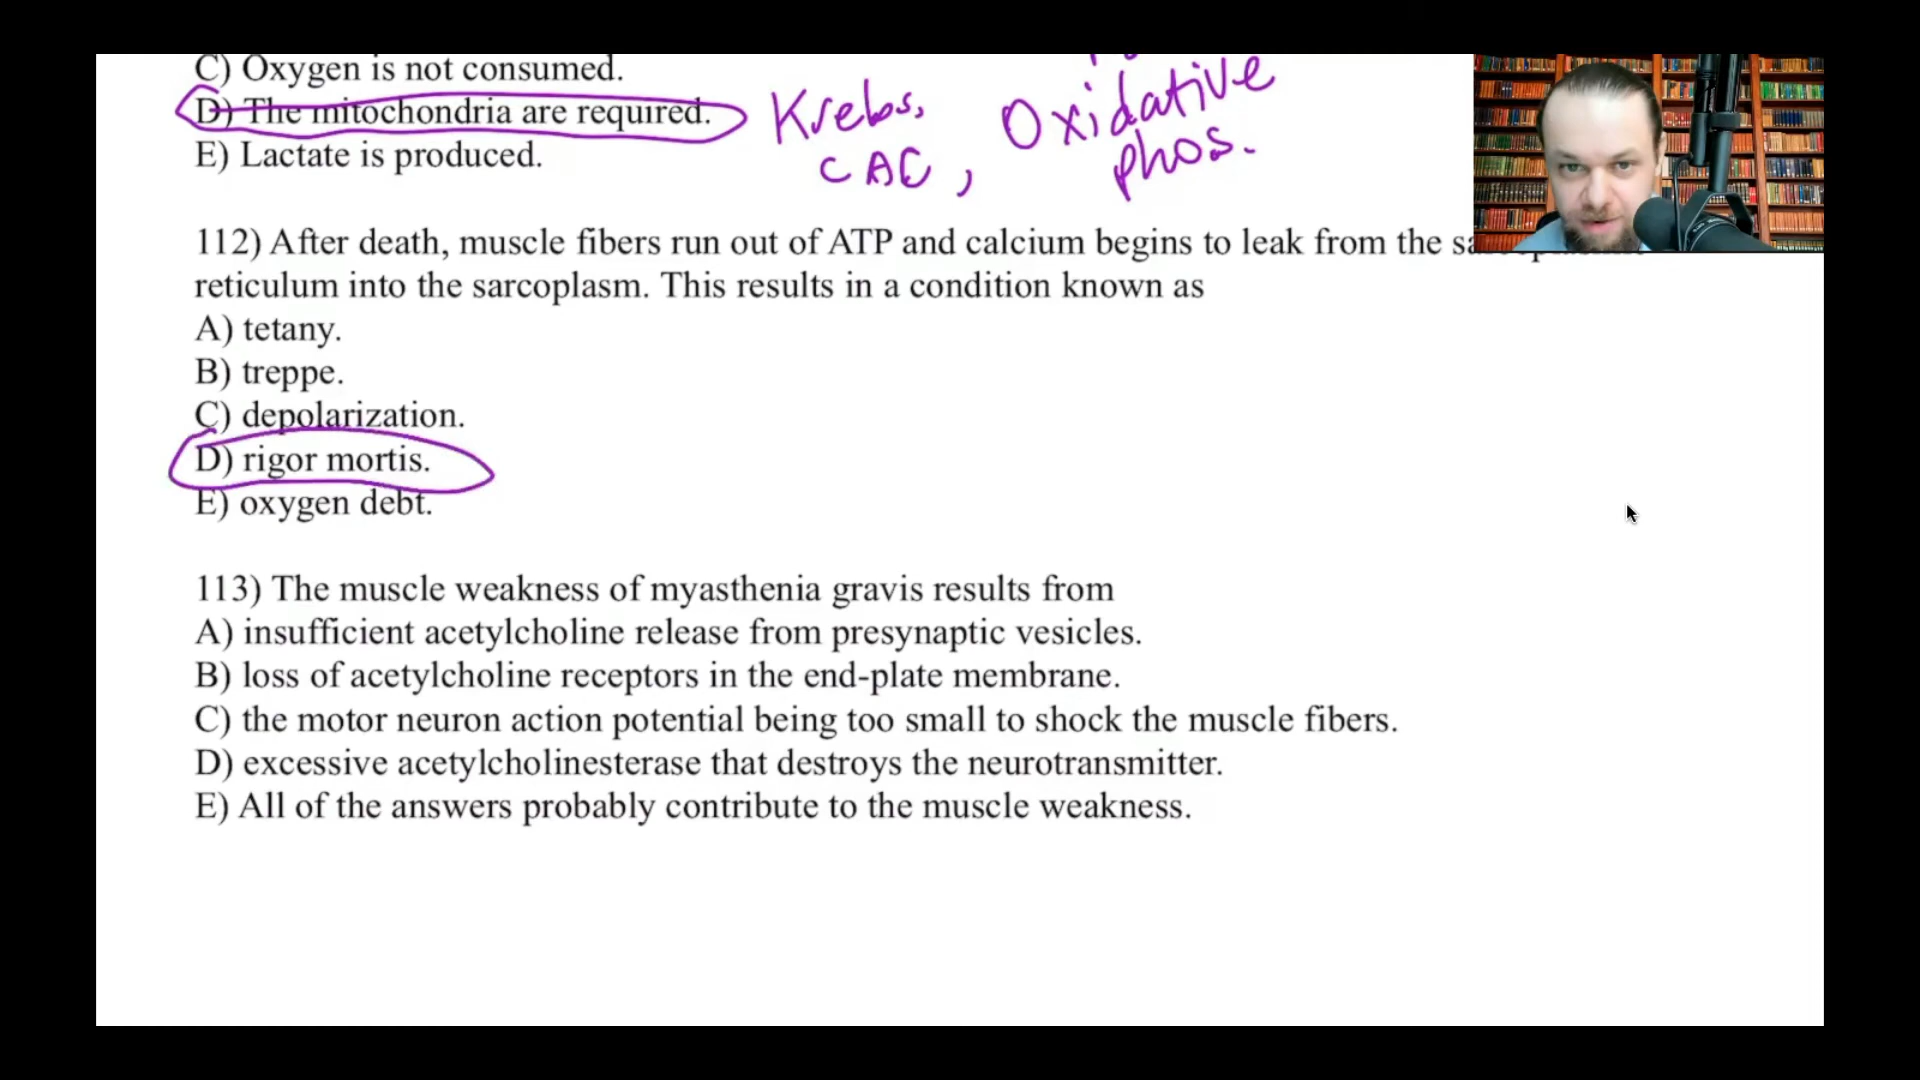 C) Oxygen is not consumed.
D) The mitochondria are required.
Krebs,
CAC,
Oxidative
phos.
E) Lactate is produced.
112) After death, muscle fibers run out of ATP and calcium begins to leak from the
reticulum into the sarcoplasm. This results in a condition known as
A) tetany.
B) treppe.
C) depolarization.
D) rigor mortis.
E) oxygen debt.
113) The muscle weakness of myasthenia gravis results from
A) insufficient acetylcholine release from presynaptic vesicles.
B) loss of acetylcholine receptors in the end-plate membrane.
C) the motor neuron action potential being too small to shock the muscle fibers.
D) excessive acetylcholinesterase that destroys the neurotransmitter.
E) All of the answers probably contribute to the muscle weakness.